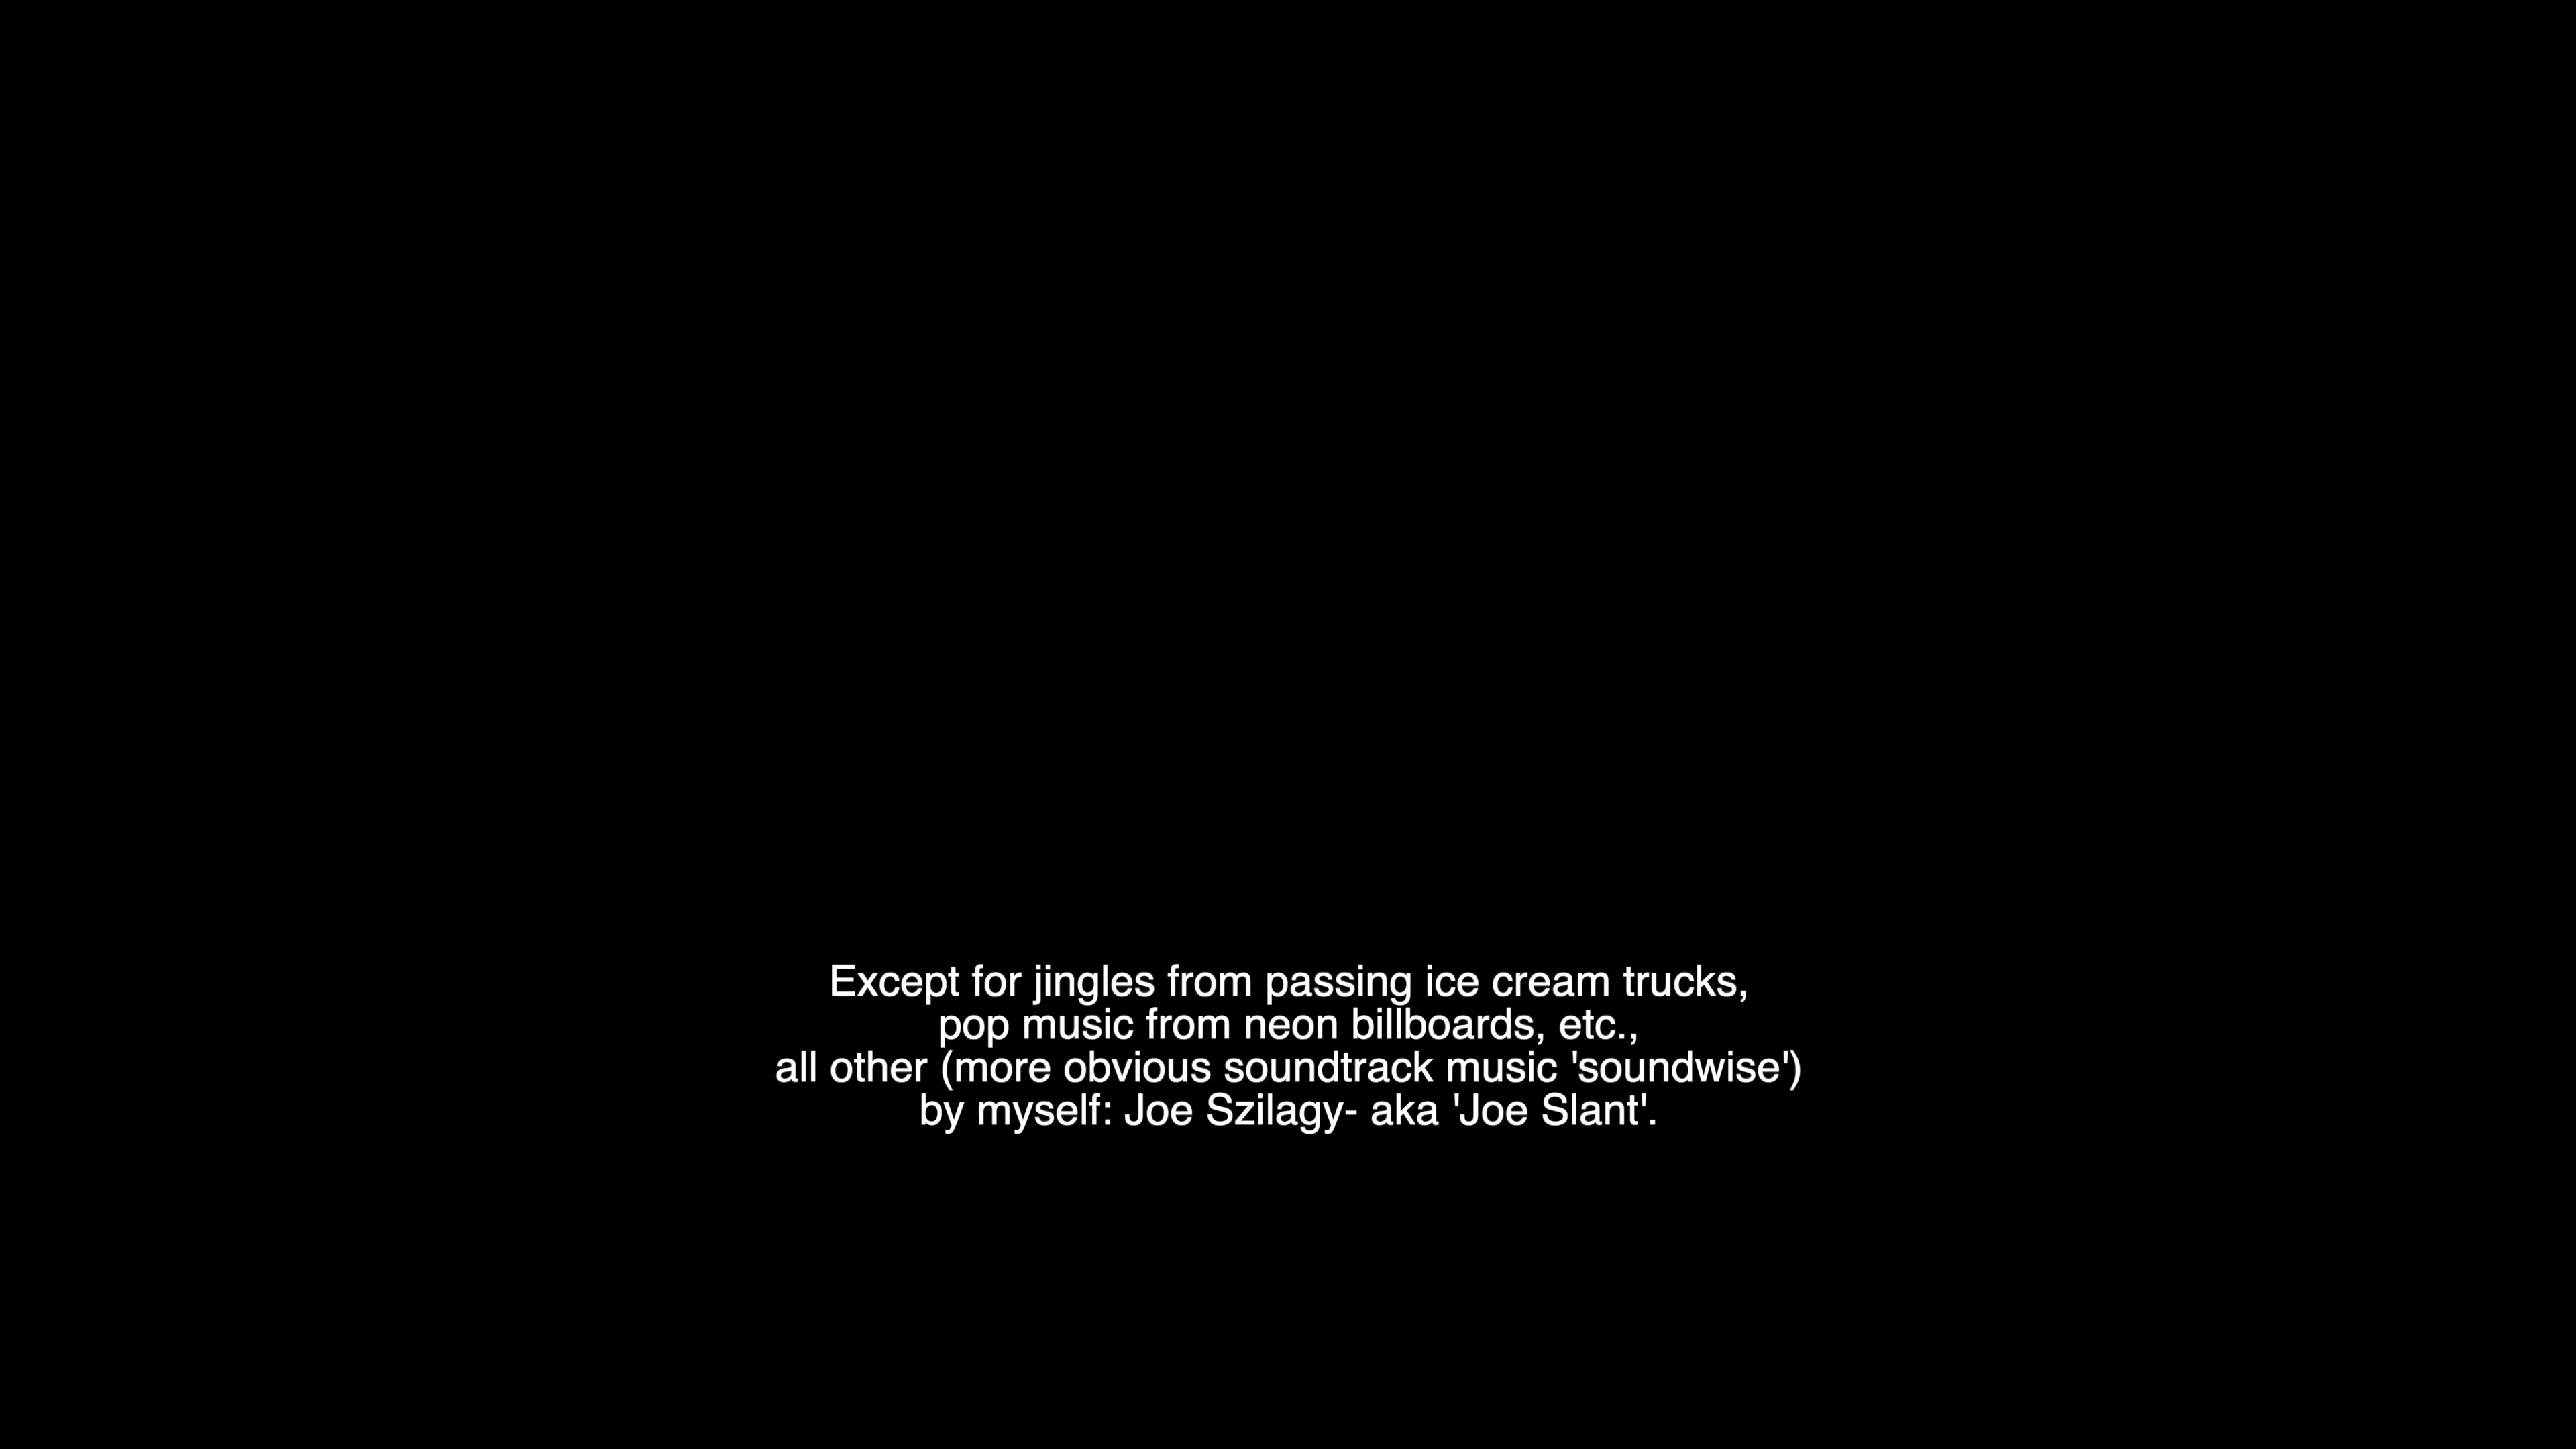 Except for jingles from passing ice cream trucks,
pop music from neon billboards, etc.,
all other (more obvious soundtrack music 'soundwise')
by myself: Joe Szilagy- aka 'Joe Slant'.